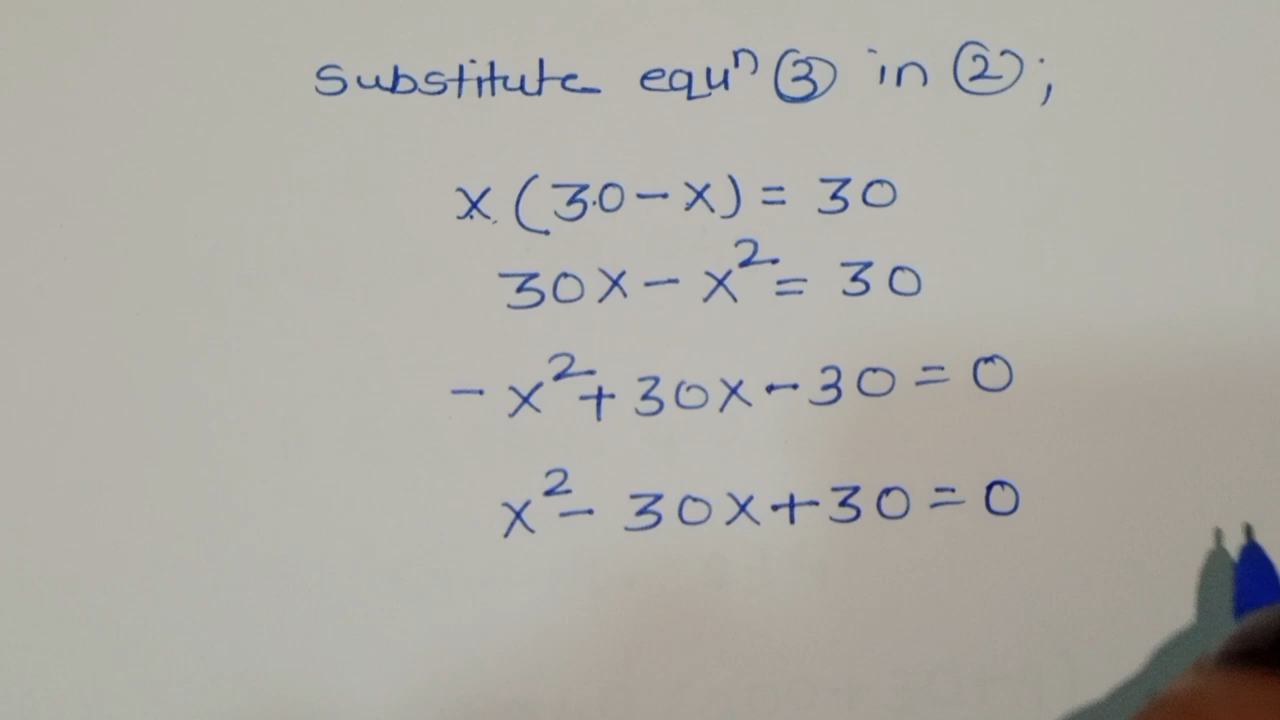 Substitute equⁿ ③ in ②;
x(30-x) = 30
30x - x² = 30
-x² + 30x - 30 = 0
x² - 30x + 30 = 0